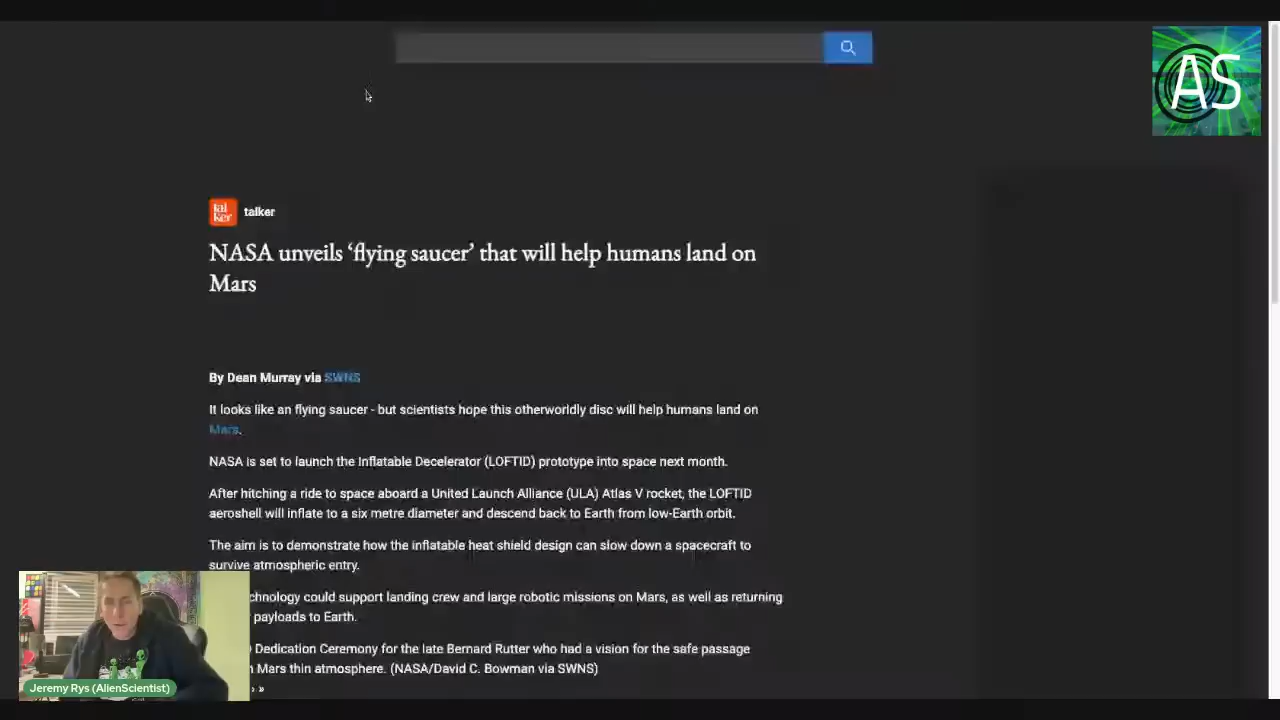 AS
tal
ker
talker
NASA unveils ‘flying saucer’ that will help humans land on
Mars
By Dean Murray via SWNS
It looks like an flying saucer - but scientists hope this otherworldly disc will help humans land on
Mars.
NASA is set to launch the Inflatable Decelerator (LOFTID) prototype into space next month.
After hitching a ride to space aboard a United Launch Alliance (ULA) Atlas V rocket, the LOFTID
aeroshell will inflate to a six metre diameter and descend back to Earth from low-Earth orbit.
The aim is to demonstrate how the inflatable heat shield design can slow down a spacecraft to
survive atmospheric entry.
chnology could support landing crew and large robotic missions on Mars, as well as returning
payloads to Earth.
Dedication Ceremony for the late Bernard Rutter who had a vision for the safe passage
Mars thin atmosphere. (NASA/David C. Bowman via SWNS)
»
Jeremy Rys (AlienScientist)